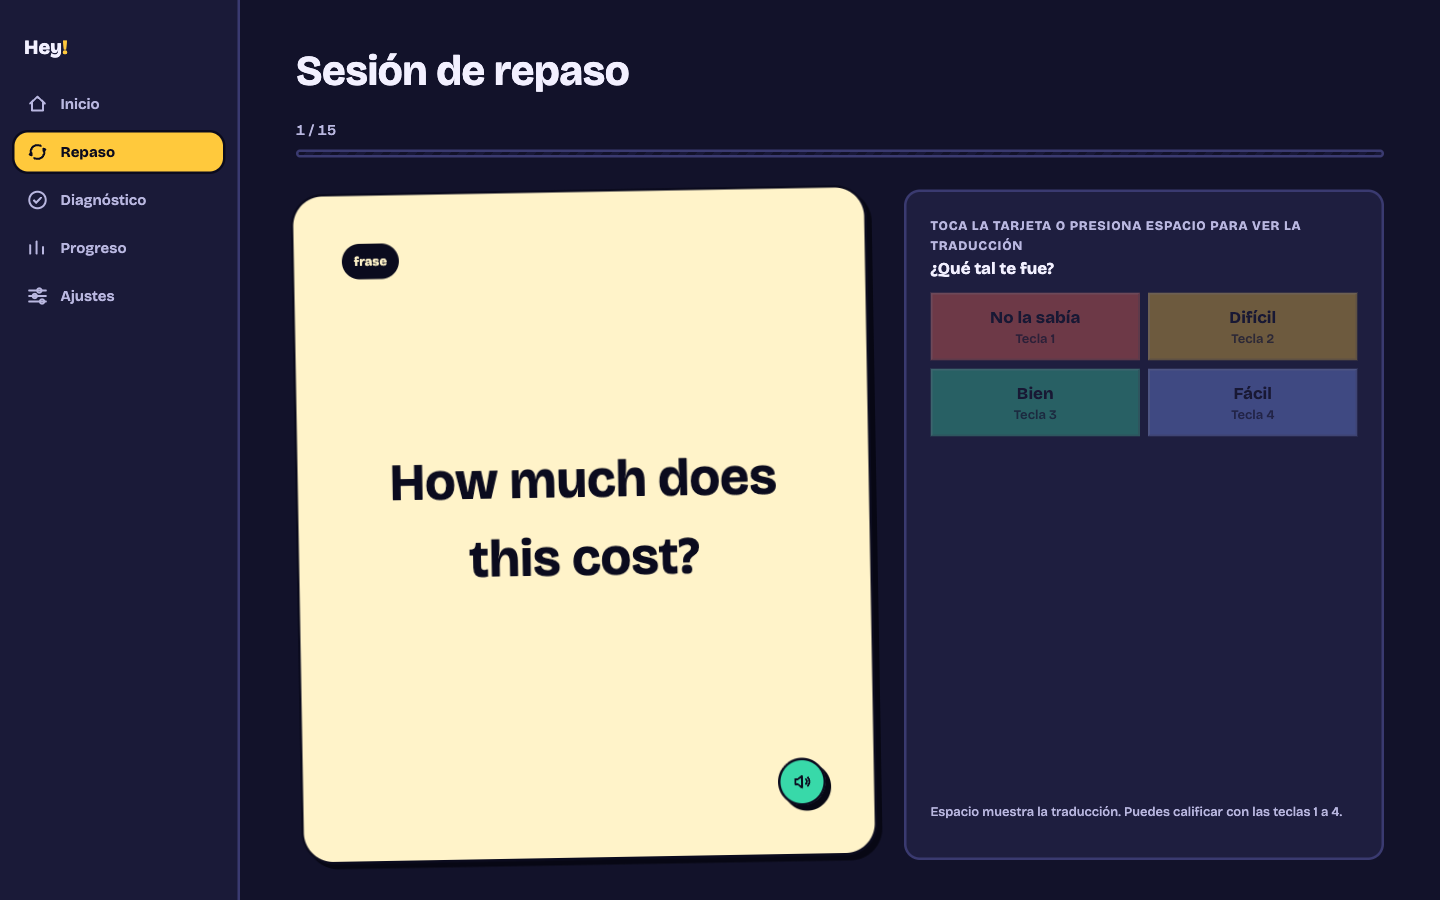 Hey!
Inicio
Repaso
Diagnóstico
Progreso
Ajustes
Sesión de repaso
1 / 15
frase
How much does
this cost?
TOCA LA TARJETA O PRESIONA ESPACIO PARA VER LA
TRADUCCIÓN
¿Qué tal te fue?
No la sabía
Tecla 1
Difícil
Tecla 2
Bien
Tecla 3
Fácil
Tecla 4
Espacio muestra la traducción. Puedes calificar con las teclas 1 a 4.